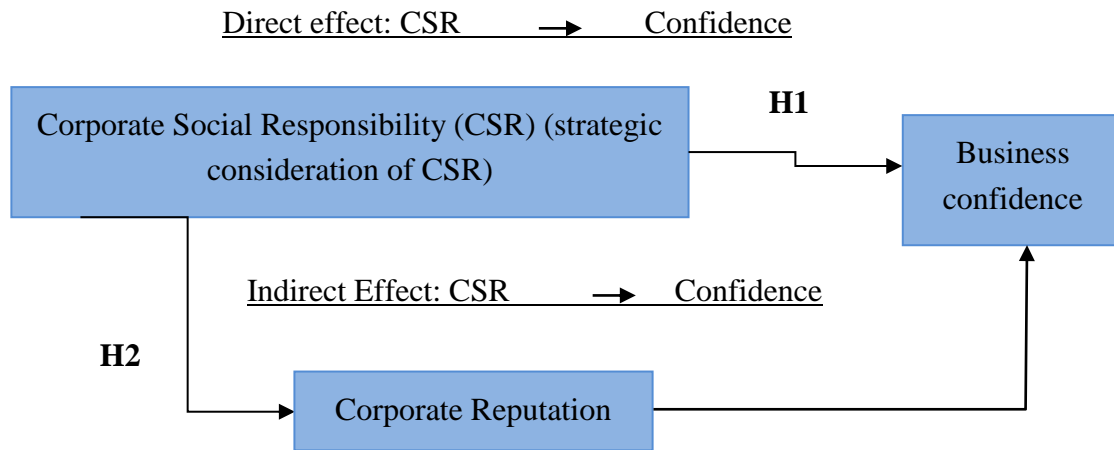 Direct effect: CSR → Confidence
H1
Corporate Social Responsibility (CSR) (strategic
consideration of CSR)
Business
confidence
Indirect Effect: CSR → Confidence
H2
Corporate Reputation